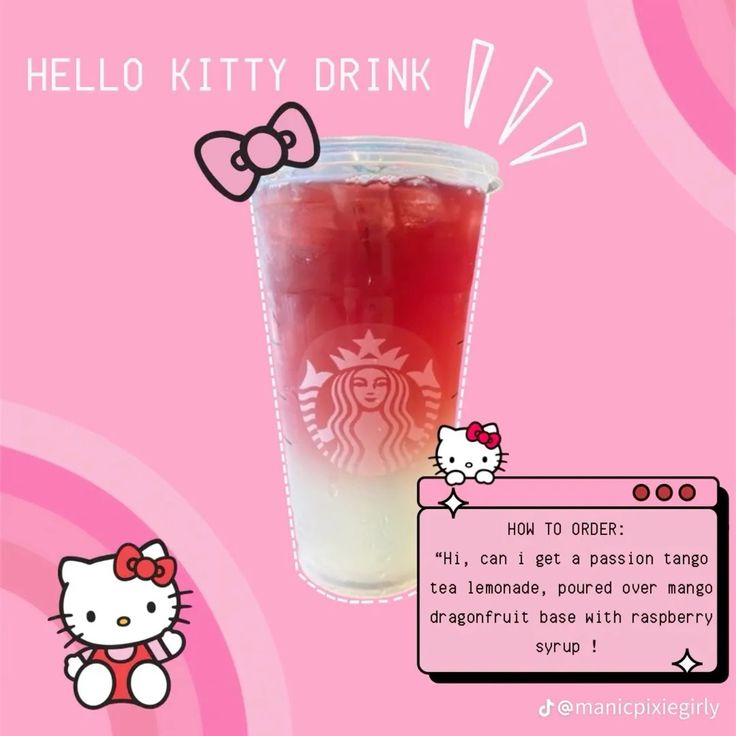 HELLO KITTY DRINK
HOW TO ORDER:
“Hi, can i get a passion tango
tea lemonade, poured over mango
dragonfruit base with raspberry
syrup !
@manicpixiegirly